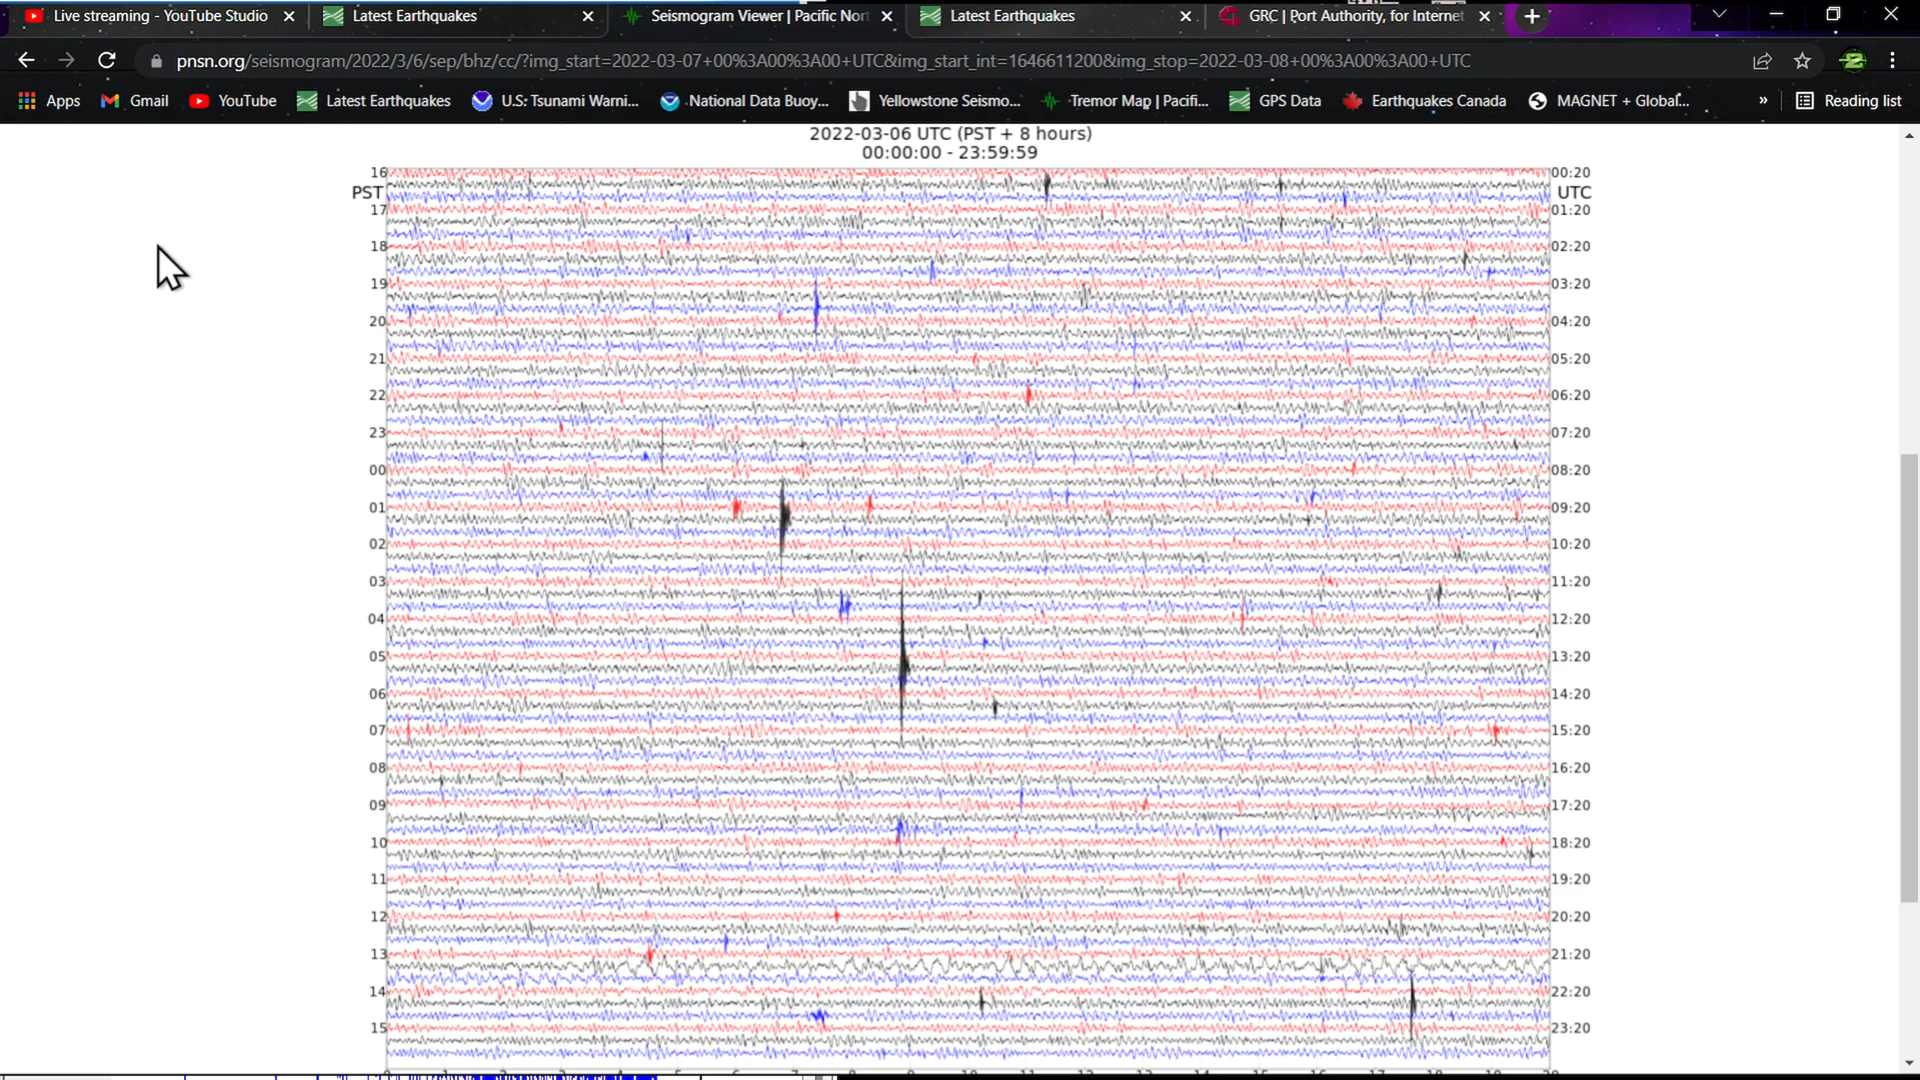 Live streaming - YouTube Studio
Latest Earthquakes
Seismogram Viewer | Pacific Nort
Latest Earthquakes
GRC | Port Authority, for Internet
pnsn.org/seismogram/2022/3/6/sep/bhz/cc/?img_start=2022-03-07+00%3A00%3A00+UTC&img_start_int=1646611200&img_stop=2022-03-08+00%3A00%3A00+UTC
Apps Gmail YouTube Latest Earthquakes U.S. Tsunami Warni... National Data Buoy... Yellowstone Seismo... Tremor Map | Pacifi... GPS Data Earthquakes Canada MAGNET + Global... » Reading list
2022-03-06 UTC (PST + 8 hours)
00:00:00 - 23:59:59
16 00:20
PST UTC
17 01:20
18 02:20
19 03:20
20 04:20
21 05:20
22 06:20
23 07:20
00 08:20
01 09:20
02 10:20
03 11:20
04 12:20
05 13:20
06 14:20
07 15:20
08 16:20
09 17:20
10 18:20
11 19:20
12 20:20
13 21:20
14 22:20
15 23:20